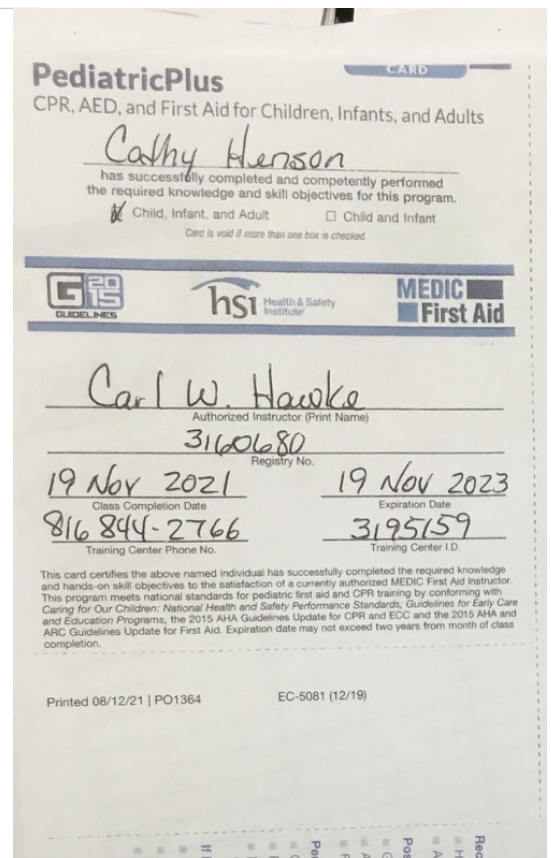 CARD
PediatricPlus
CPR, AED, and First Aid for Children, Infants, and Adults
Cathy Henson
has successfully completed and competently performed
the required knowledge and skill objectives for this program.
Child, Infant, and Adult Child and Infant
Card is void if more than one box is checked.
G 2015
GUIDELINES
hsi Health & Safety
Institute
MEDIC
First Aid
Carl W. Hawke
Authorized Instructor (Print Name)
3160680
Registry No.
19 Nov 2021 19 Nov 2023
Class Completion Date Expiration Date
816 844-2766 3195159
Training Center Phone No. Training Center I.D.
This card certifies the above named individual has successfully completed the required knowledge
and hands-on skill objectives to the satisfaction of a currently authorized MEDIC First Aid Instructor.
This program meets national standards for pediatric first aid and CPR training by conforming with
Caring for Our Children: National Health and Safety Performance Standards; Guidelines for Early Care
and Education Programs, the 2015 AHA Guidelines Update for CPR and ECC and the 2015 AHA and
ARC Guidelines Update for First Aid. Expiration date may not exceed two years from month of class
completion.
Printed 08/12/21 | PO1364 EC-5081 (12/19)
If